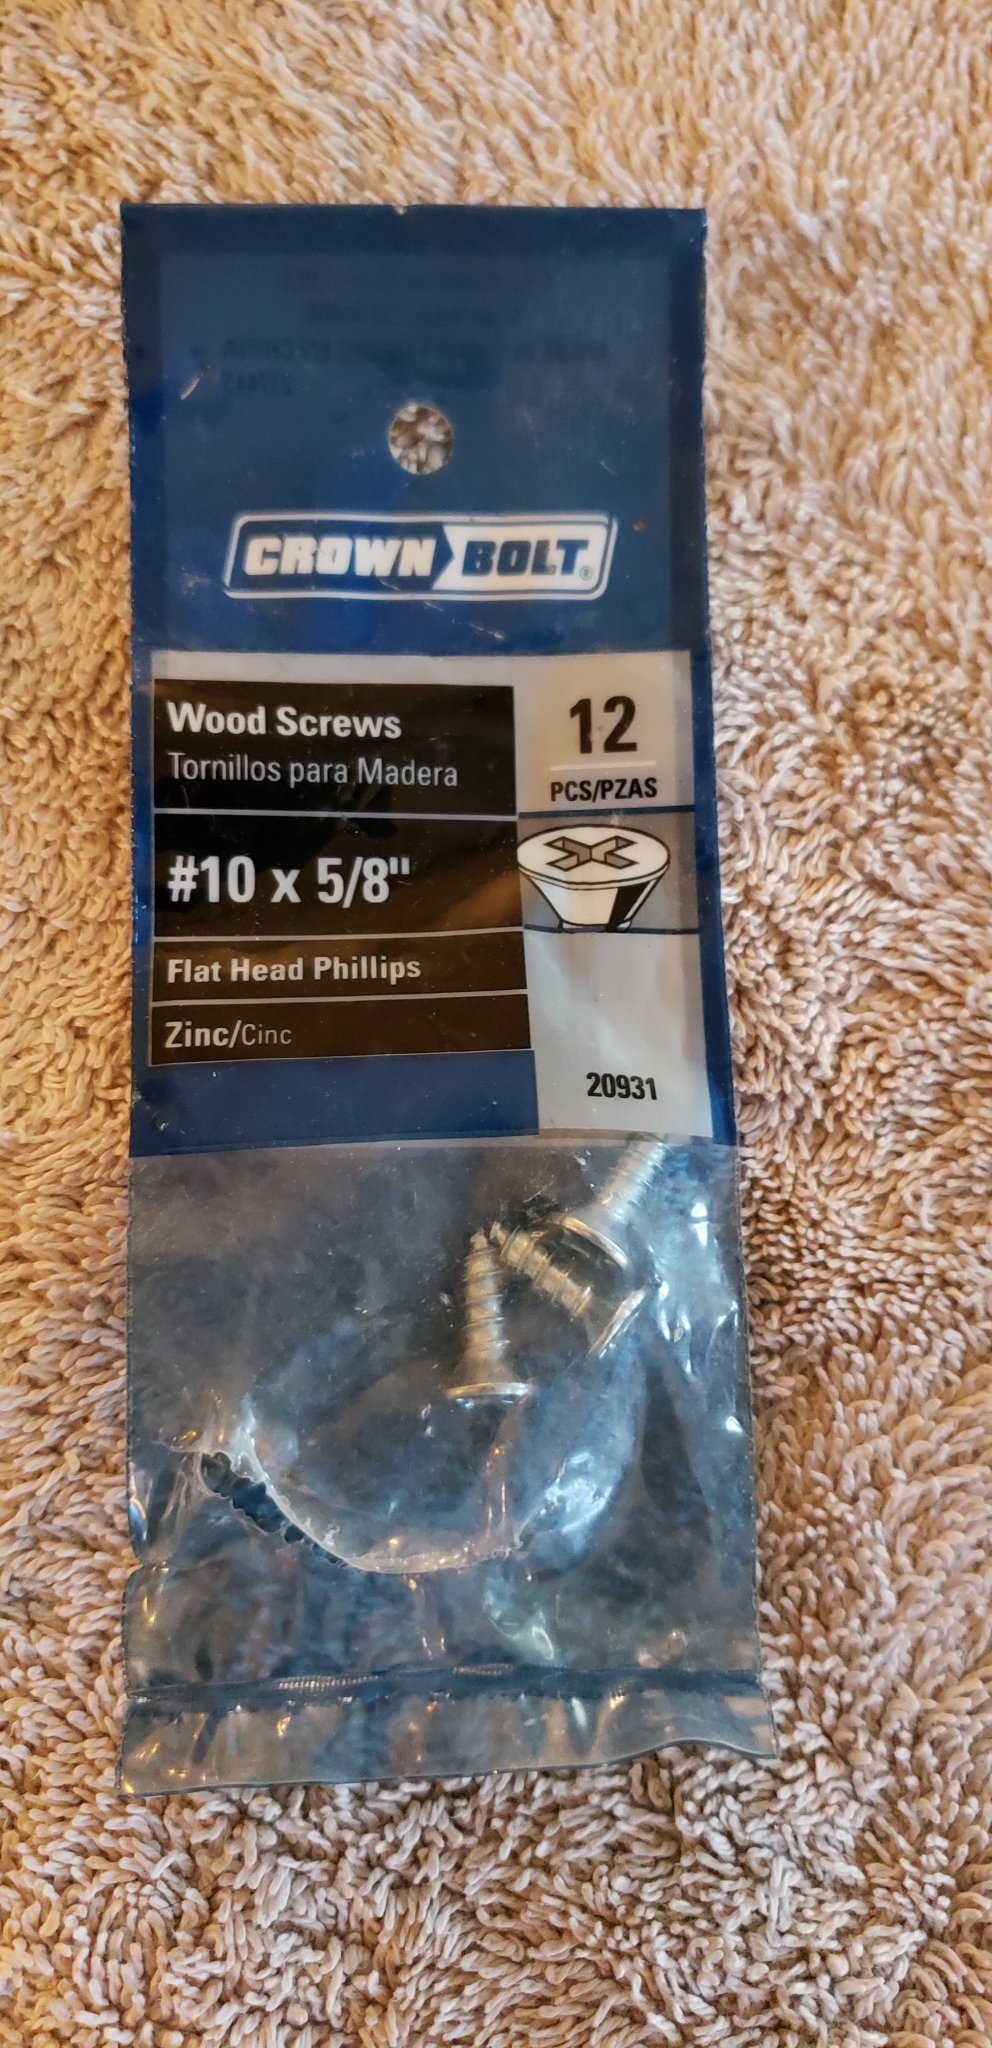 CROWN BOLT®
Wood Screws
Tornillos para Madera
12
PCS/PZAS
#10 x 5/8"
Flat Head Phillips
Zinc/Cinc
20931